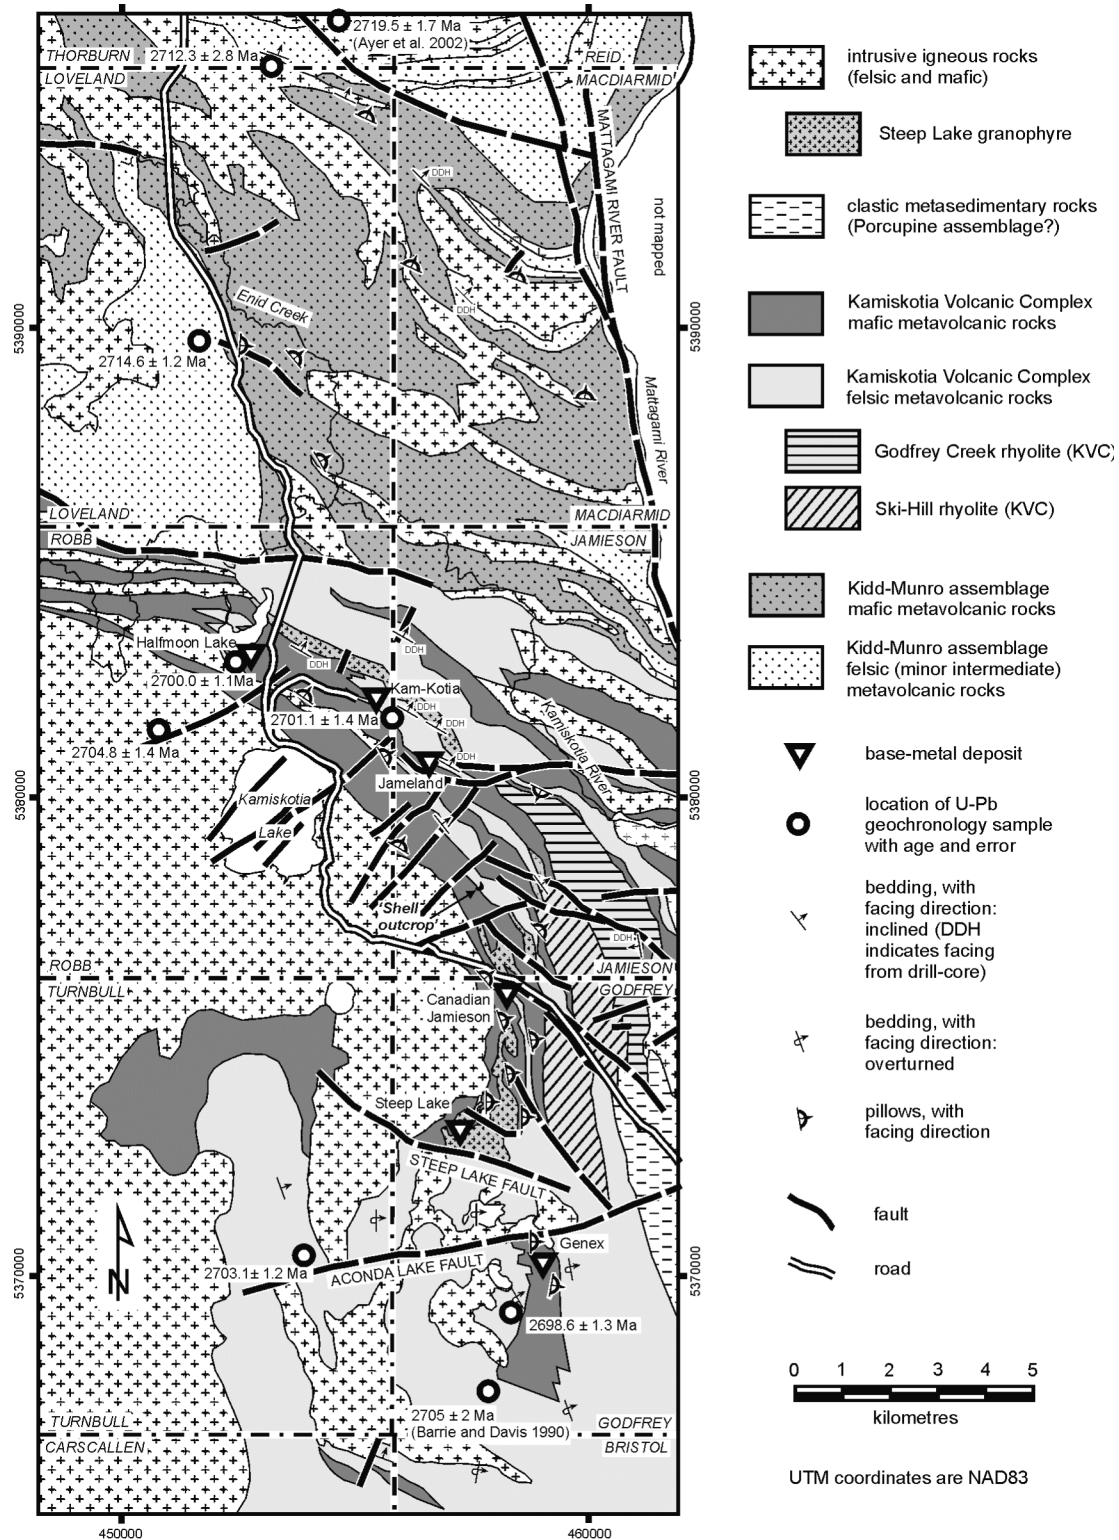 2719.5 ± 1.7 Ma
(Ayer et al. 2002)
THORBURN
2712.3 ± 2.8 Ma
REID
LOVELAND
MACDIARMID
MATTAGAMI RIVER FAULT
not mapped
DDH
Enid Creek
DDH
5390000
5390000
2714.6 ± 1.2 Ma
Mattagami River
LOVELAND
MACDIARMID
ROBB
JAMIESON
Halfmoon Lake
DDH
DDH
2700.0 ± 1.1Ma
Kam-Kotia
DDH
2701.1 ± 1.4 Ma
DDH
2704.8 ± 1.4 Ma
DDH
Kamiskotia River
Jameland
5380000
5380000
Kamiskotia
Lake
Shell
outcrop
DDH
ROBB
JAMIESON
TURNBULL
GODFREY
Canadian
Jamieson
Steep Lake
STEEP LAKE FAULT
Genex
2703.1± 1.2 Ma
ACONDA LAKE FAULT
5370000
5370000
N
2698.6 ± 1.3 Ma
2705 ± 2 Ma
(Barrie and Davis 1990)
TURNBULL
GODFREY
CARSCALLEN
BRISTOL
450000
460000
intrusive igneous rocks
(felsic and mafic)
Steep Lake granophyre
clastic metasedimentary rocks
(Porcupine assemblage?)
Kamiskotia Volcanic Complex
mafic metavolcanic rocks
Kamiskotia Volcanic Complex
felsic metavolcanic rocks
Godfrey Creek rhyolite (KVC)
Ski-Hill rhyolite (KVC)
Kidd-Munro assemblage
mafic metavolcanic rocks
Kidd-Munro assemblage
felsic (minor intermediate)
metavolcanic rocks
base-metal deposit
location of U-Pb
geochronology sample
with age and error
bedding, with
facing direction:
inclined (DDH
indicates facing
from drill-core)
bedding, with
facing direction:
overturned
pillows, with
facing direction
fault
road
0 1 2 3 4 5
kilometres
UTM coordinates are NAD83